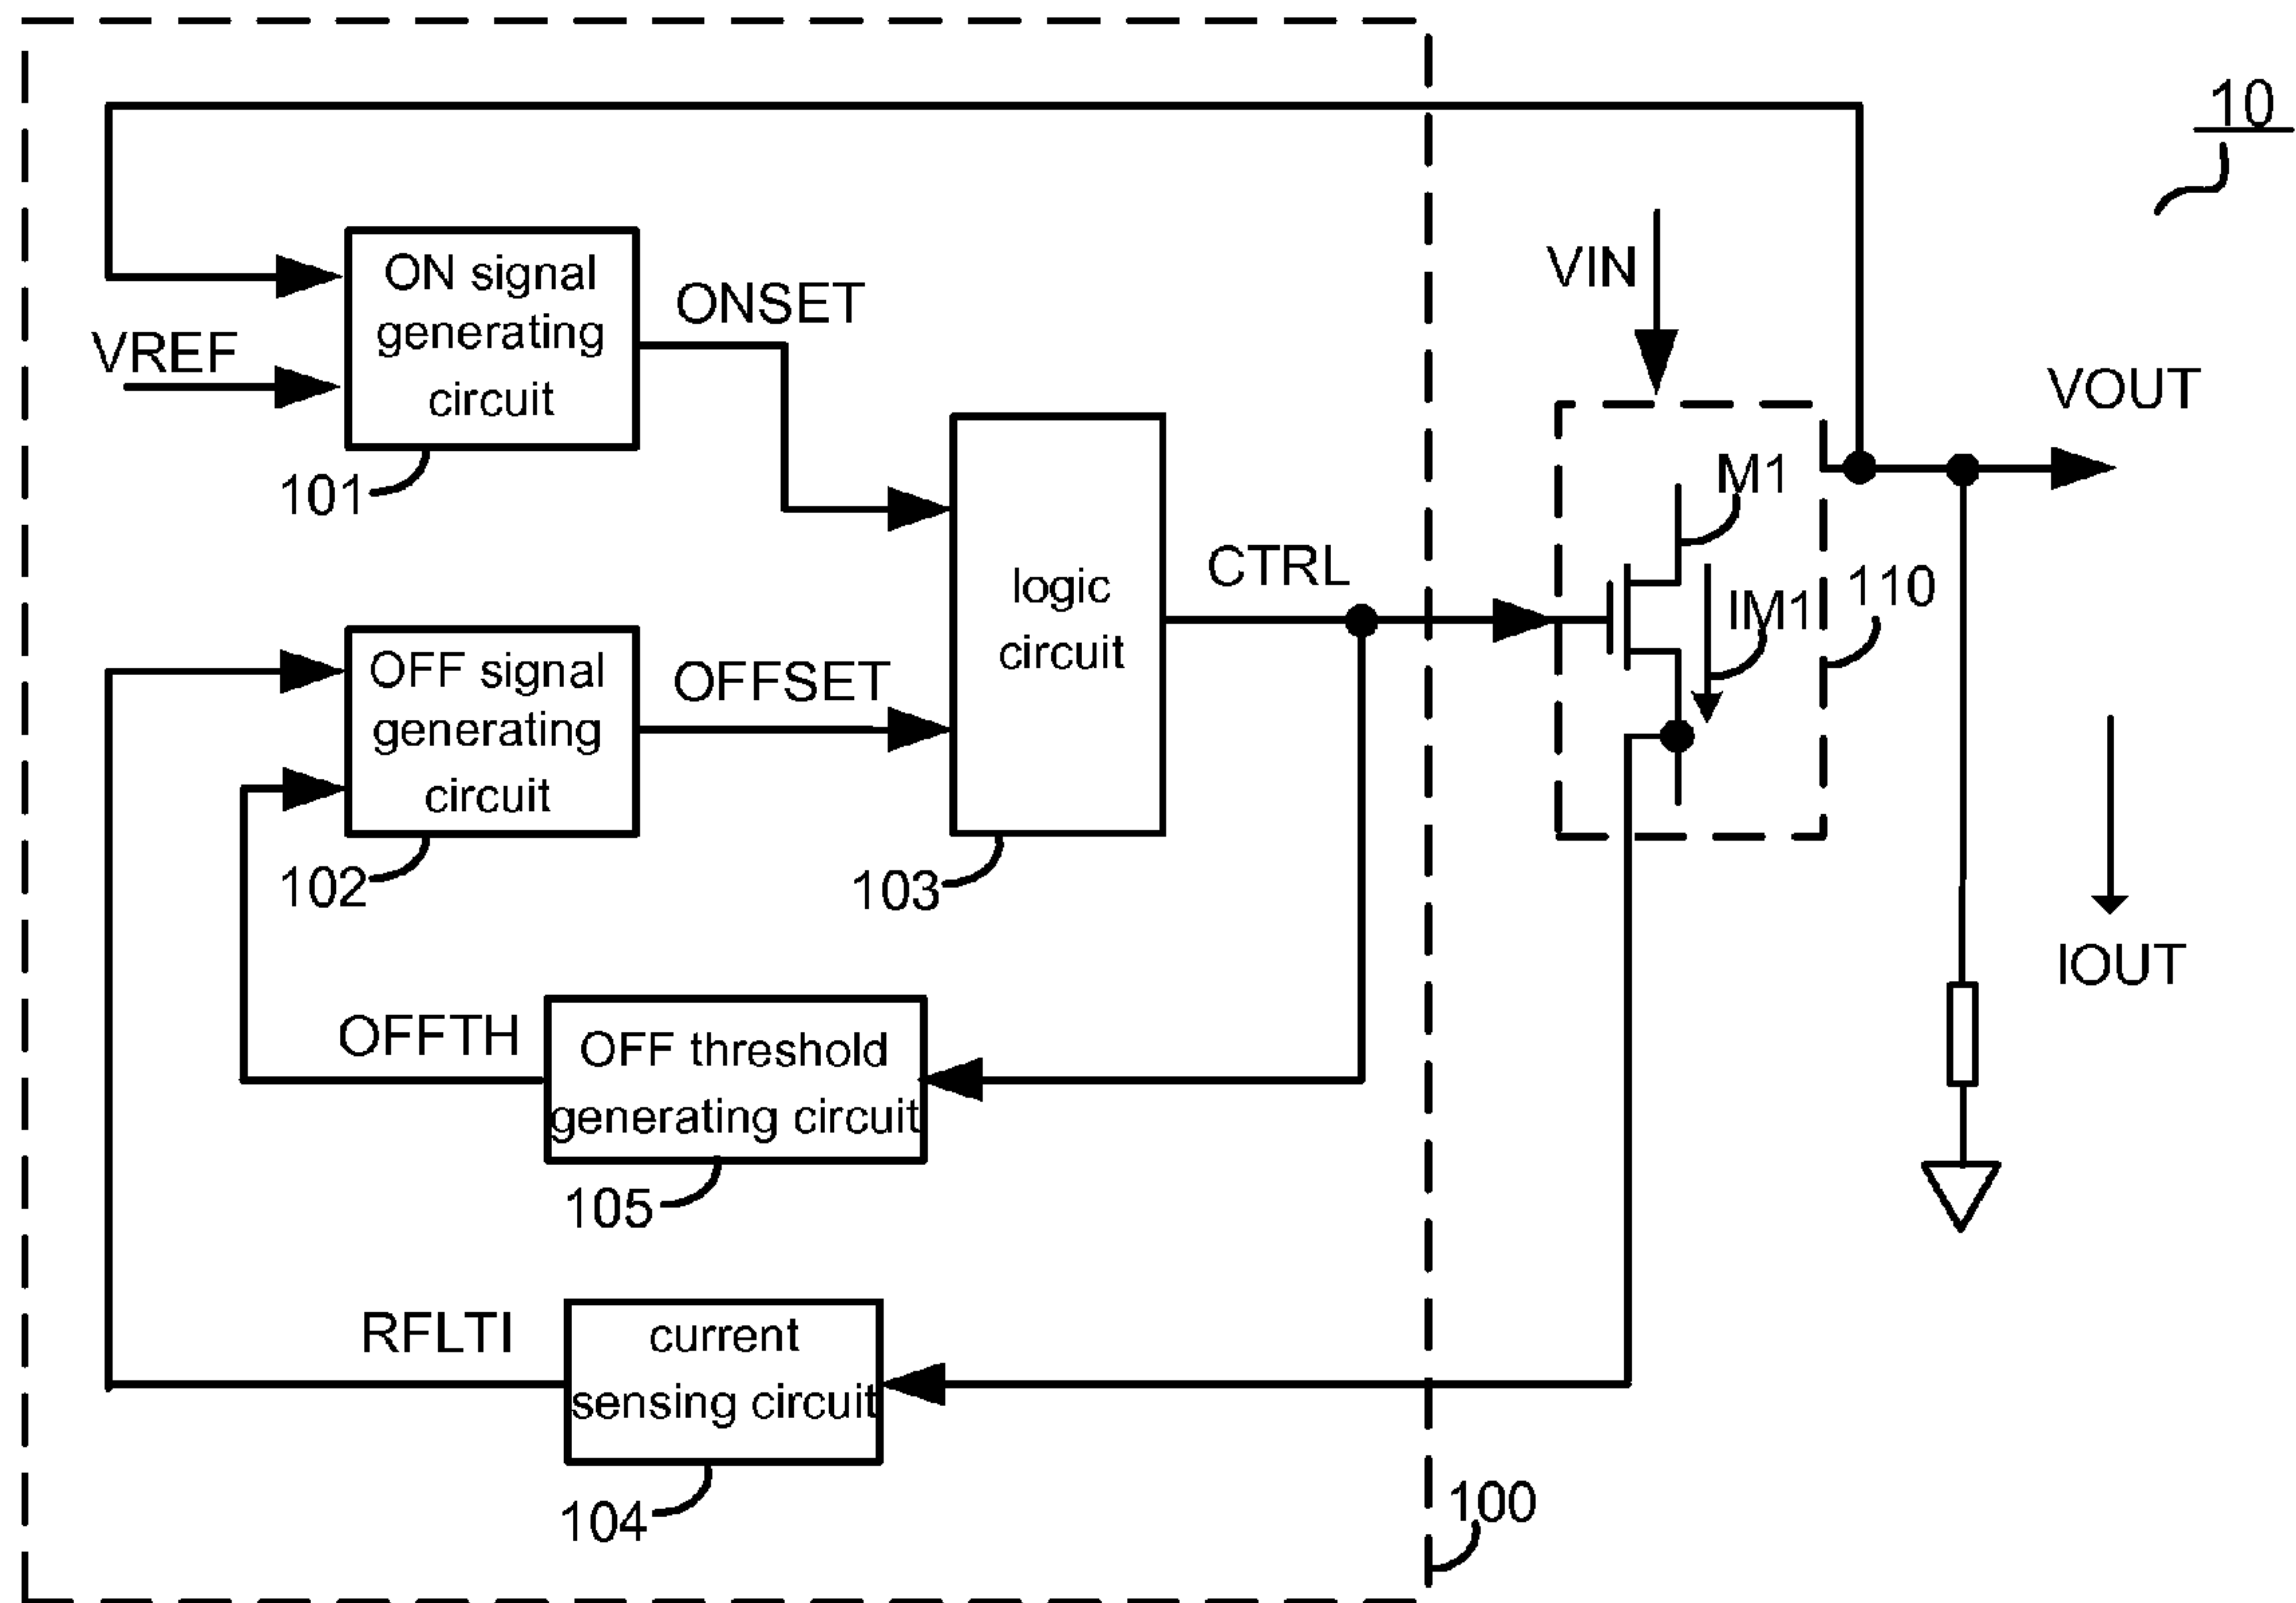 10
ON signal
generating
circuit
ONSET
VREF
101
VIN
VOUT
M1
logic
circuit
CTRL
IM1
110
OFF signal
generating
circuit
OFFSET
102
103
IOUT
OFFTH
OFF threshold
generating circuit
105
RFLTI
current
sensing circuit
104
100